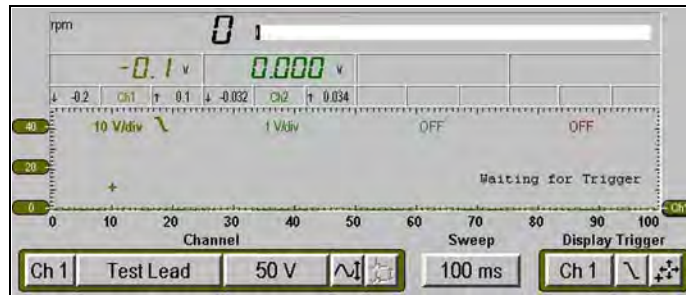 rpm 0
-0.1 v 0.000 v
↓ -0.2 Ch1 ↑ 0.1 ↓ -0.032 Ch2 ↑ 0.034
40 10 V/div 1 V/div OFF OFF
20
Waiting for Trigger
0 Ch1
0 10 20 30 40 50 60 70 80 90 100
Channel Sweep Display Trigger
Ch 1 Test Lead 50 V 100 ms Ch 1